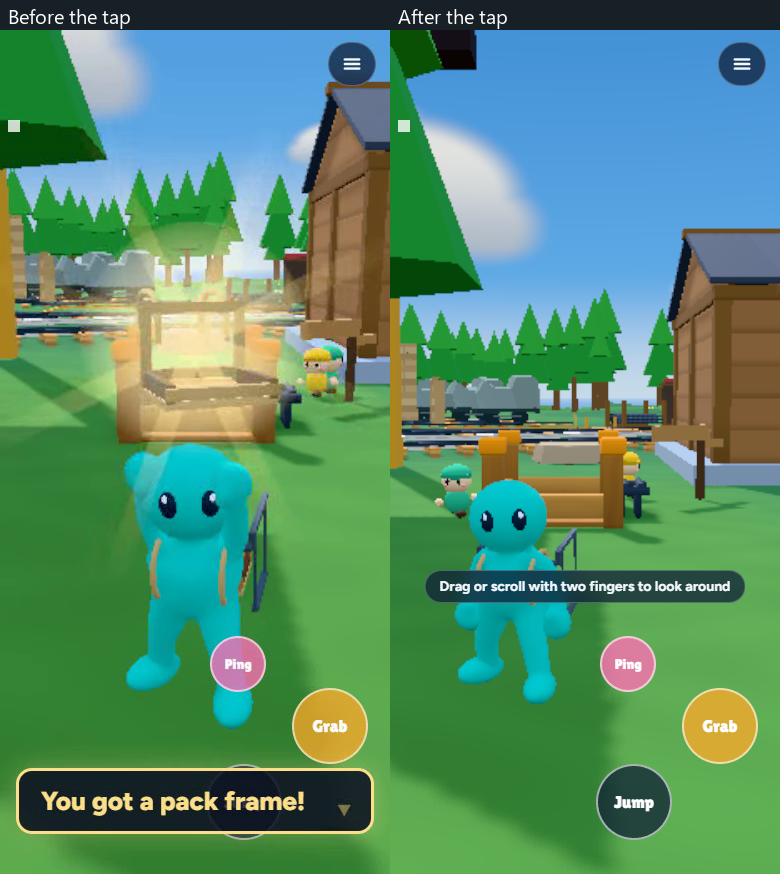 Before the tap
After the tap
Ping
Grab
You got a pack frame!
Drag or scroll with two fingers to look around
Ping
Grab
Jump